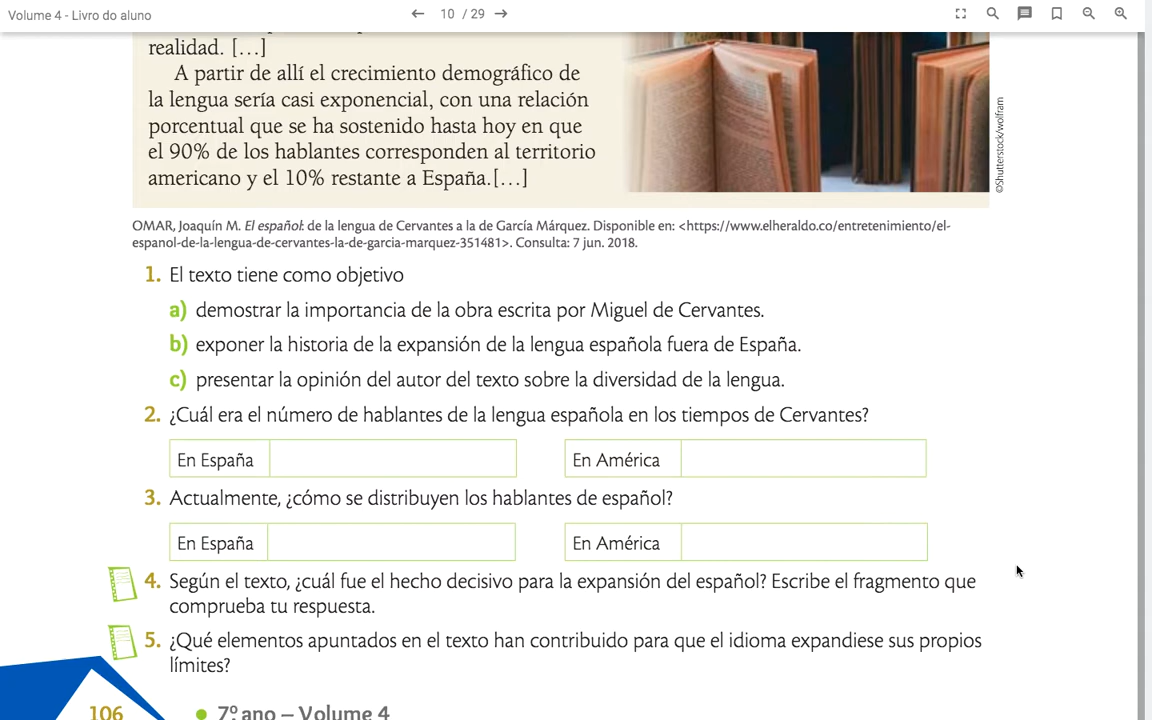 Volume 4 - Livro do aluno
10 / 29
realidad. […]
A partir de allí el crecimiento demográfico de
la lengua sería casi exponencial, con una relación
porcentual que se ha sostenido hasta hoy en que
el 90% de los hablantes corresponden al territorio
americano y el 10% restante a España.[…]
©Shutterstock/wolfram
OMAR, Joaquín M. El español: de la lengua de Cervantes a la de García Márquez. Disponible en: <https://www.elheraldo.co/entretenimiento/el-
espanol-de-la-lengua-de-cervantes-la-de-garcia-marquez-351481>. Consulta: 7 jun. 2018.
1. El texto tiene como objetivo
a) demostrar la importancia de la obra escrita por Miguel de Cervantes.
b) exponer la historia de la expansión de la lengua española fuera de España.
c) presentar la opinión del autor del texto sobre la diversidad de la lengua.
2. ¿Cuál era el número de hablantes de la lengua española en los tiempos de Cervantes?
En España En América
3. Actualmente, ¿cómo se distribuyen los hablantes de español?
En España En América
4. Según el texto, ¿cuál fue el hecho decisivo para la expansión del español? Escribe el fragmento que
comprueba tu respuesta.
5. ¿Qué elementos apuntados en el texto han contribuido para que el idioma expandiese sus propios
límites?
106 7º. ano – Volume 4